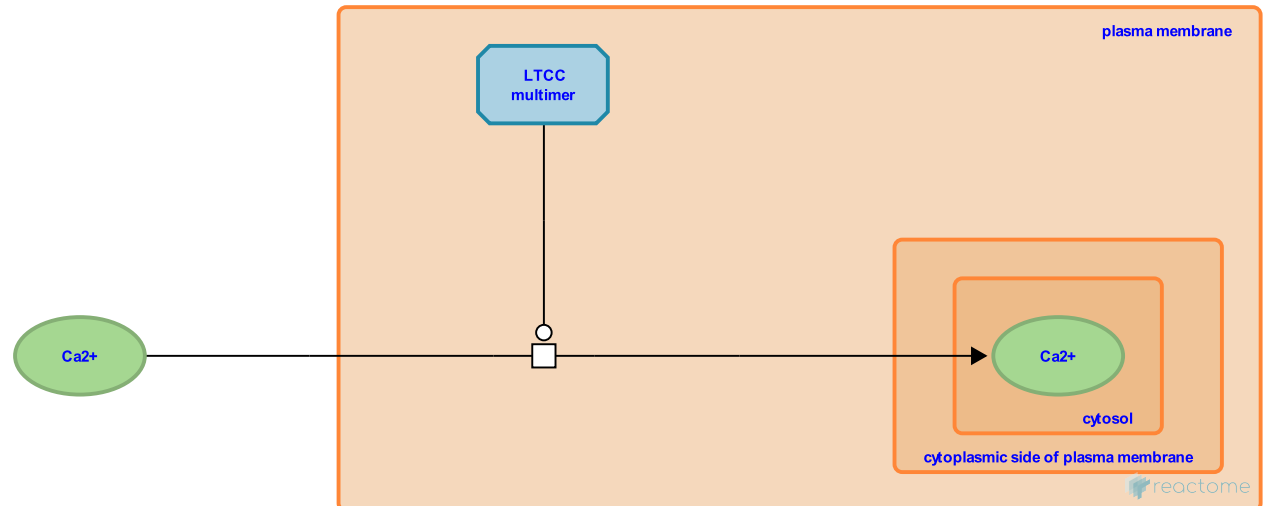 plasma membrane
LTCC
multimer
Ca2+
Ca2+
cytosol
cytoplasmic side of plasma membrane
reactome